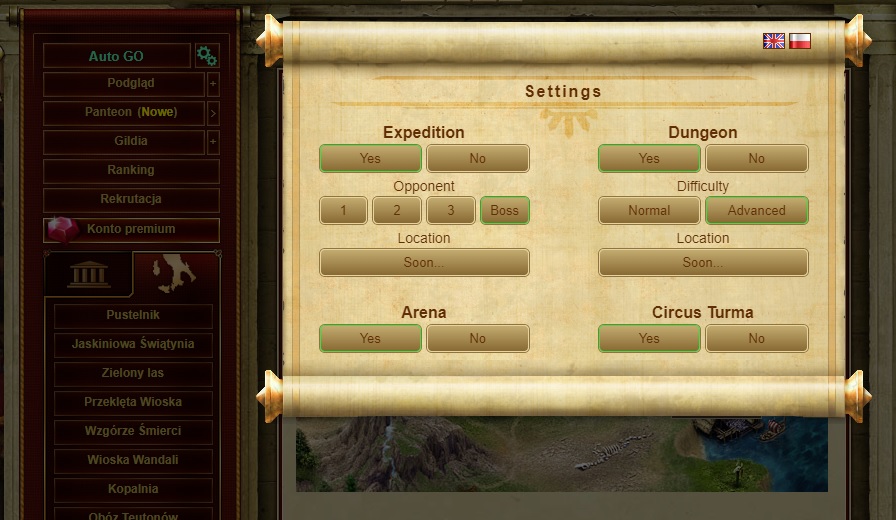 Auto GO
Podgląd +
Panteon (Nowe) >
Gildia +
Ranking
Rekrutacja
Konto premium
Pustelnik
Jaskiniowa Świątynia
Zielony las
Przeklęta Wioska
Wzgórze Śmierci
Wioska Wandali
Kopalnia
Obóz Teutonów
Settings
Expedition
Yes No
Opponent
1 2 3 Boss
Location
Soon...
Dungeon
Yes No
Difficulty
Normal Advanced
Location
Soon...
Arena
Yes No
Circus Turma
Yes No